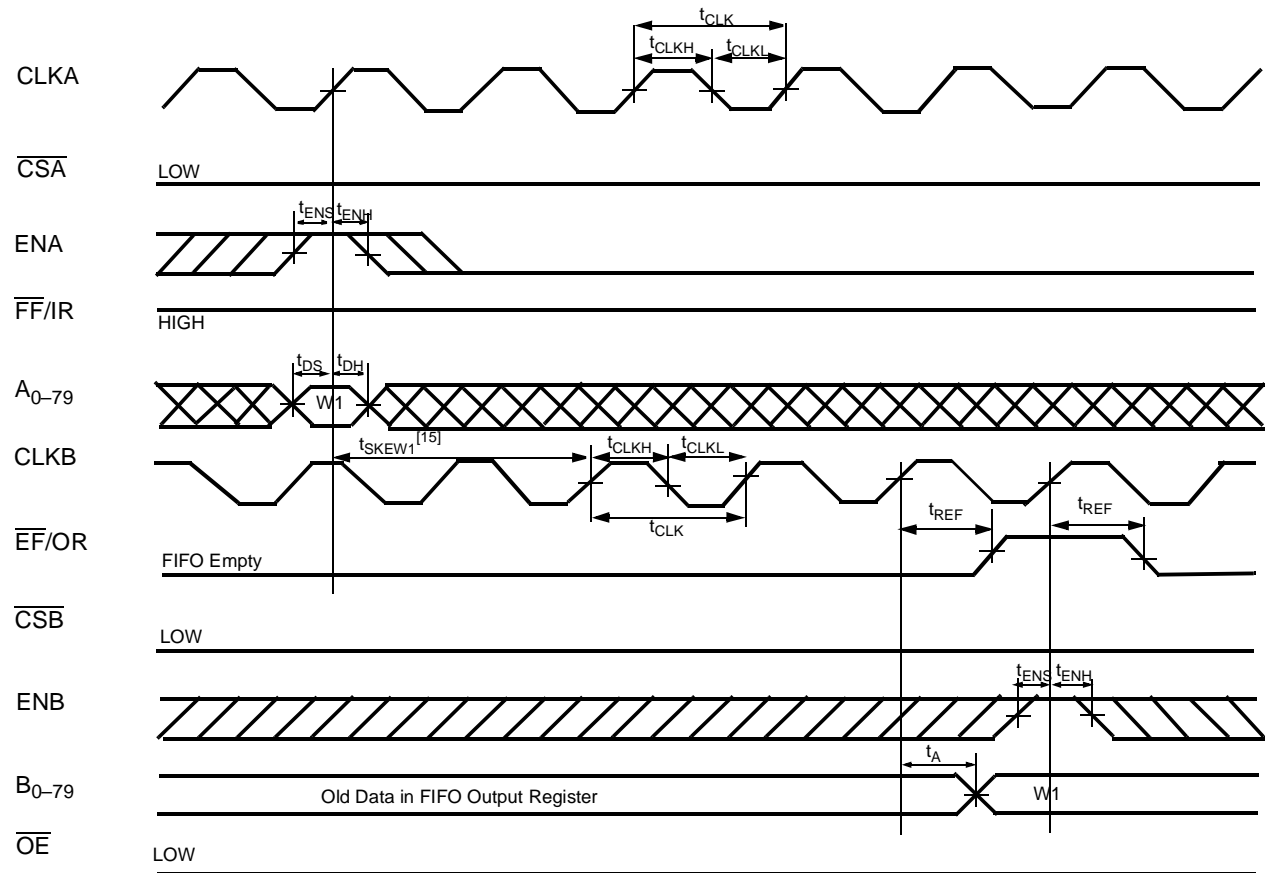 tCLK
tCLKH tCLKL
CLKA
CSA LOW
tENS tENH
ENA
FF/IR
HIGH
tDS tDH
A0–79 W1
tSKEW1[15] tCLKH tCLKL
CLKB
tCLK tREF tREF
EF/OR
FIFO Empty
CSB
LOW
tENS tENH
ENB
tA
B0–79 Old Data in FIFO Output Register W1
OE
LOW